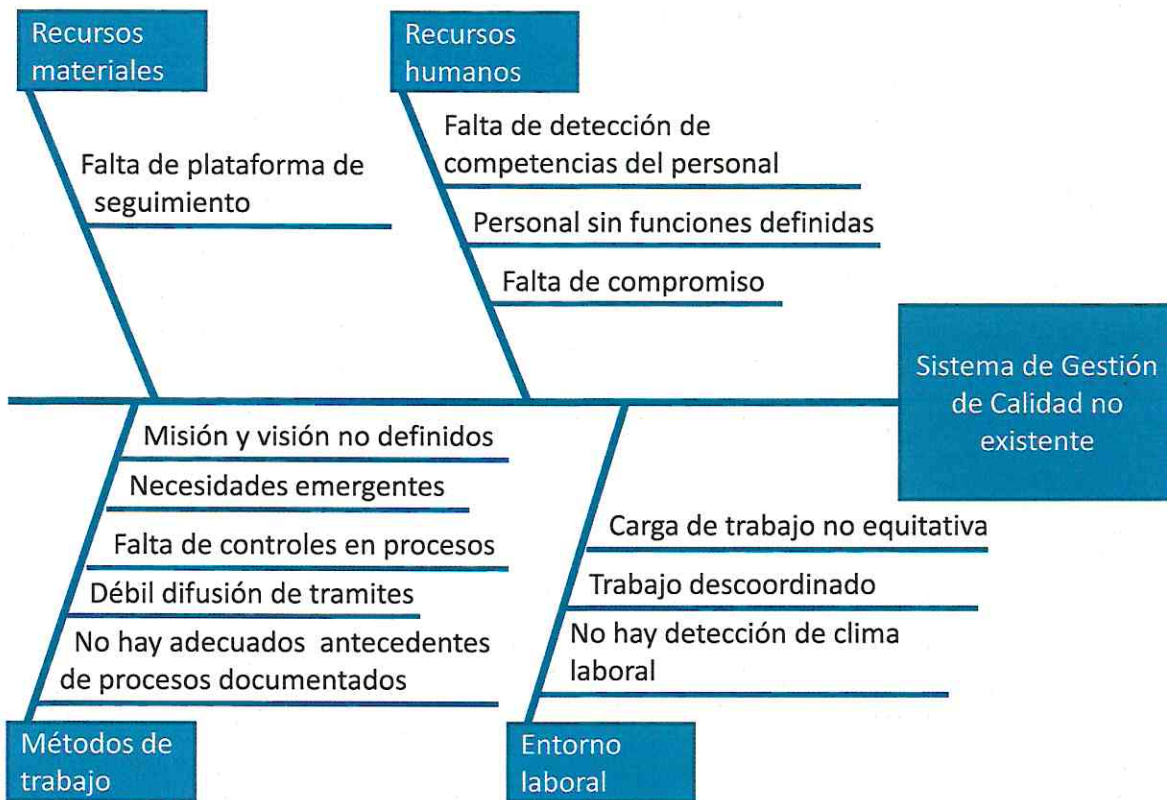 Recursos
materiales
Recursos
humanos
Falta de plataforma de
seguimiento
Falta de detección de
competencias del personal
Personal sin funciones definidas
Falta de compromiso
Sistema de Gestión
de Calidad no
existente
Misión y visión no definidos
Necesidades emergentes
Falta de controles en procesos
Débil difusión de tramites
No hay adecuados antecedentes
de procesos documentados
Métodos de
trabajo
Carga de trabajo no equitativa
Trabajo descoordinado
No hay detección de clima
laboral
Entorno
laboral